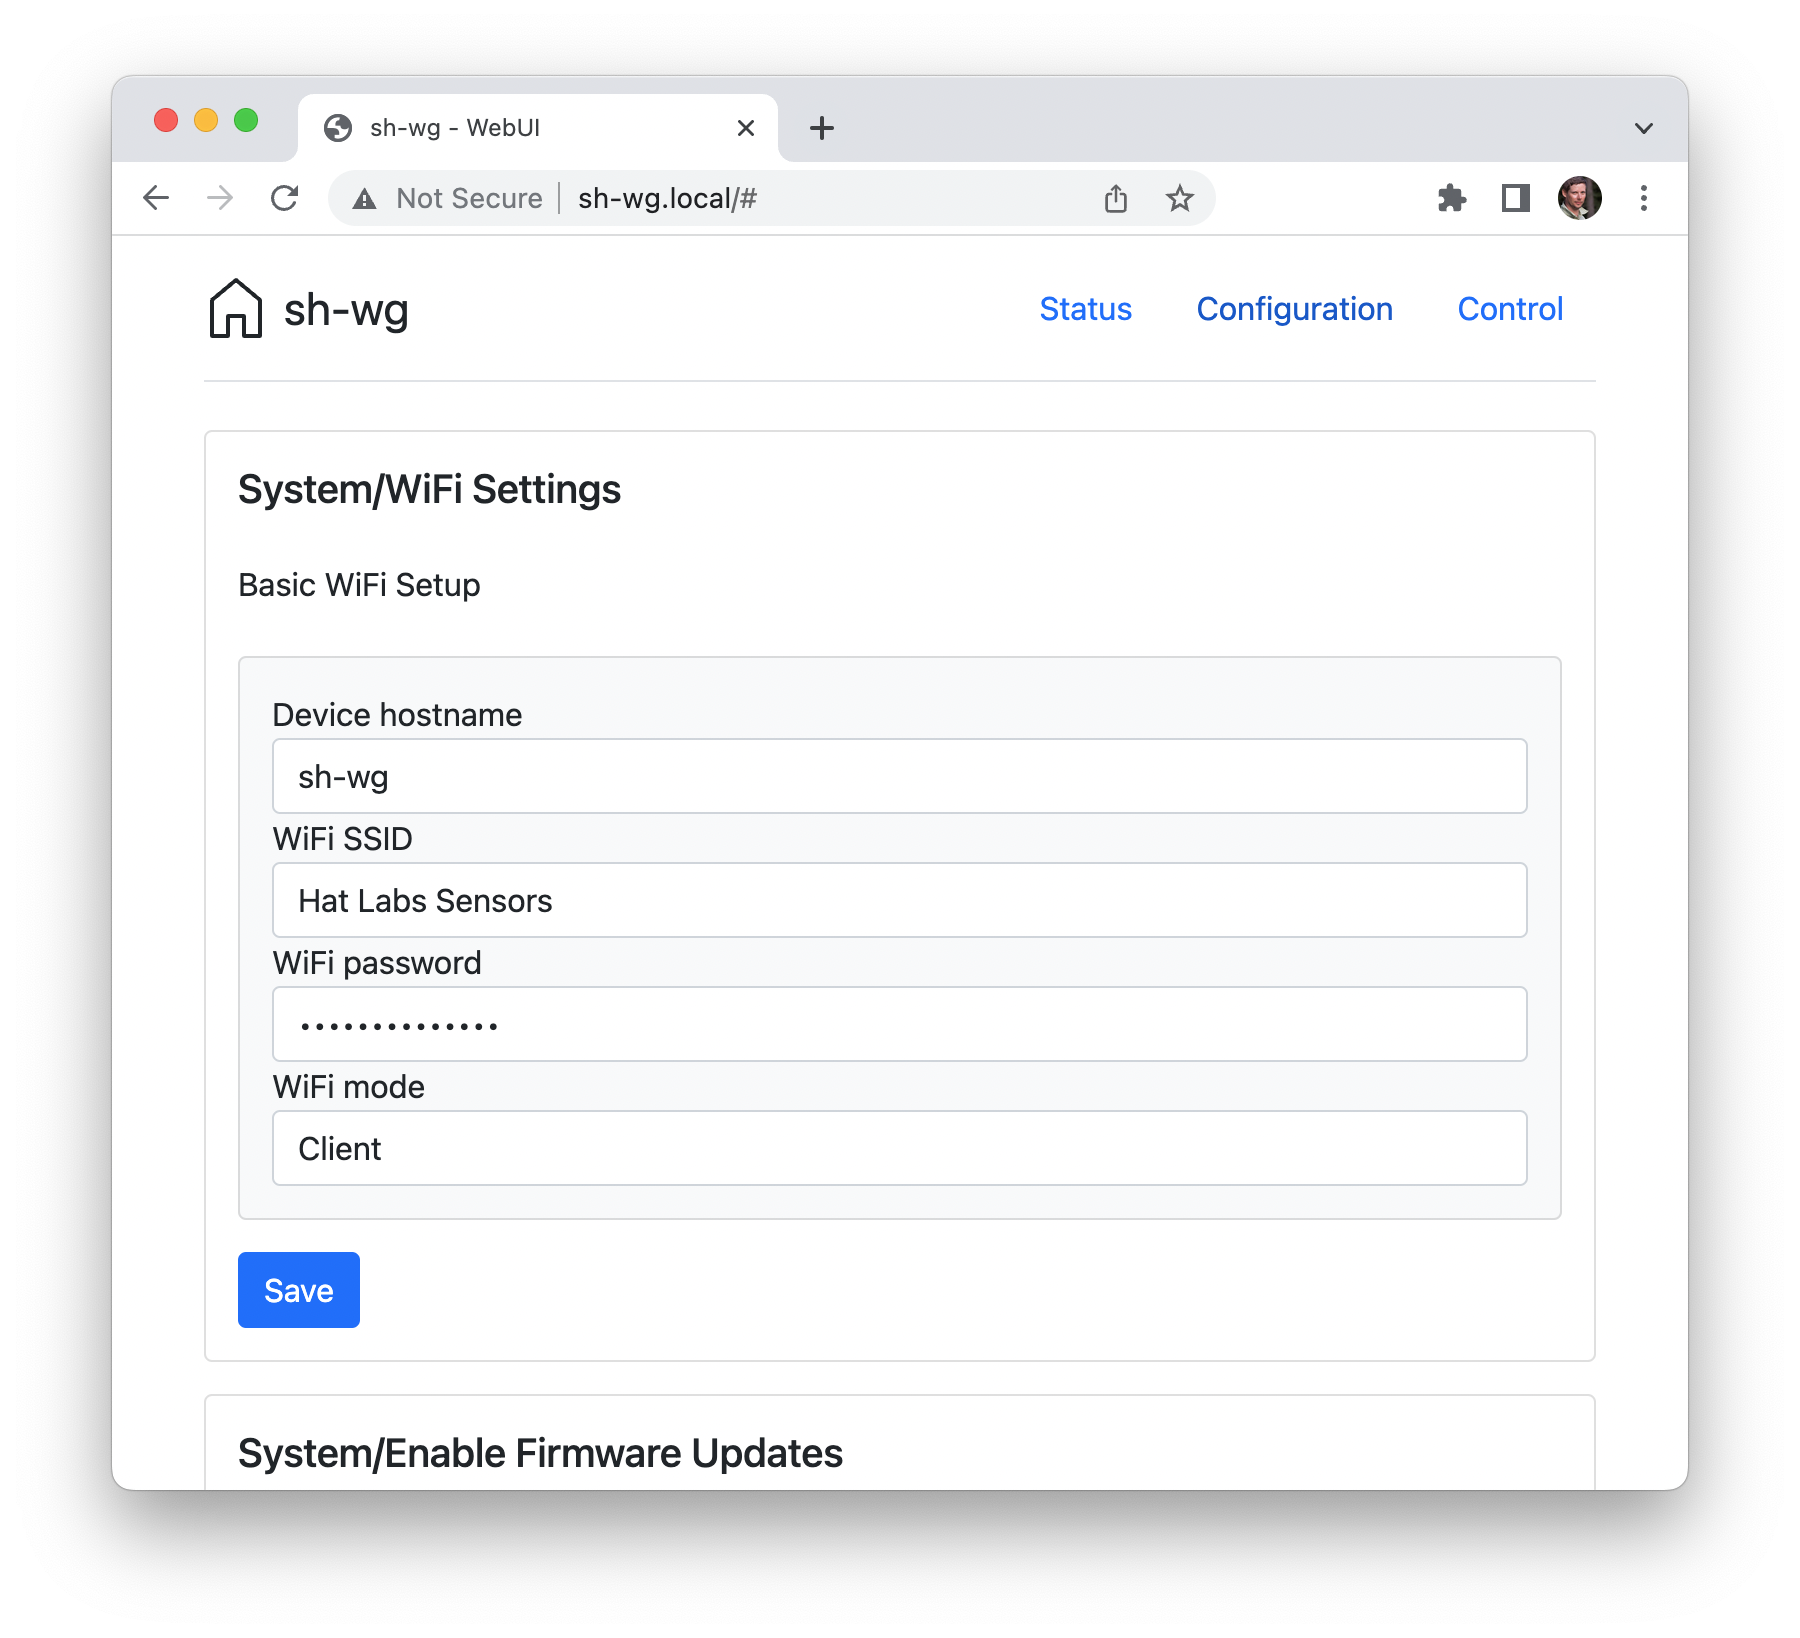 sh-wg - WebUI
Not Secure sh-wg.local/#
sh-wg Status Configuration Control
System/WiFi Settings
Basic WiFi Setup
Device hostname
sh-wg
WiFi SSID
Hat Labs Sensors
WiFi password
••••••••••••••
WiFi mode
Client
Save
System/Enable Firmware Updates